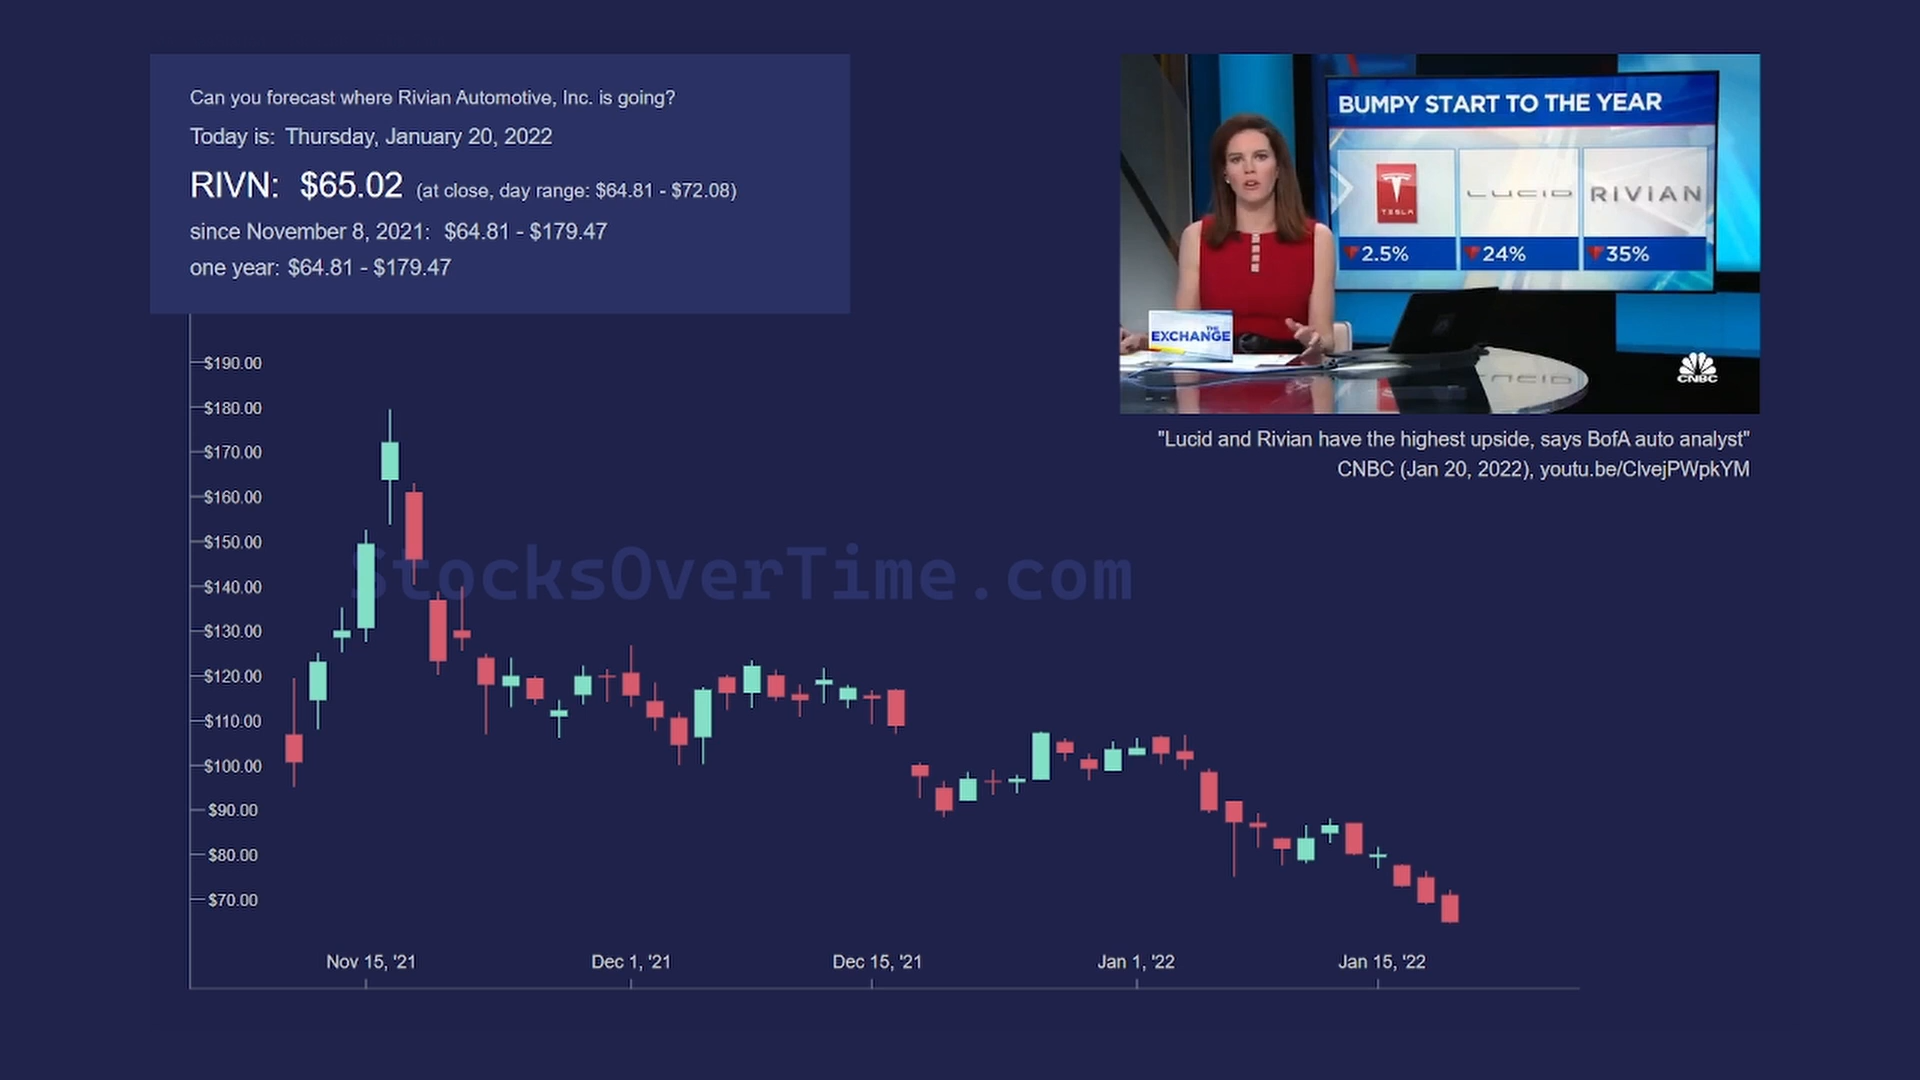 Can you forecast where Rivian Automotive, Inc. is going?
Today is: Thursday, January 20, 2022
RIVN: $65.02 (at close, day range: $64.81 - $72.08)
since November 8, 2021: $64.81 - $179.47
one year: $64.81 - $179.47
BUMPY START TO THE YEAR
TESLA
LUCID
RIVIAN
2.5%
24%
35%
THE
EXCHANGE
LUCID
CNBC
"Lucid and Rivian have the highest upside, says BofA auto analyst"
CNBC (Jan 20, 2022), youtu.be/ClvejPWpkYM
$190.00
$180.00
$170.00
$160.00
$150.00
$140.00
$130.00
$120.00
$110.00
$100.00
$90.00
$80.00
$70.00
StocksOverTime.com
Nov 15, '21
Dec 1, '21
Dec 15, '21
Jan 1, '22
Jan 15, '22